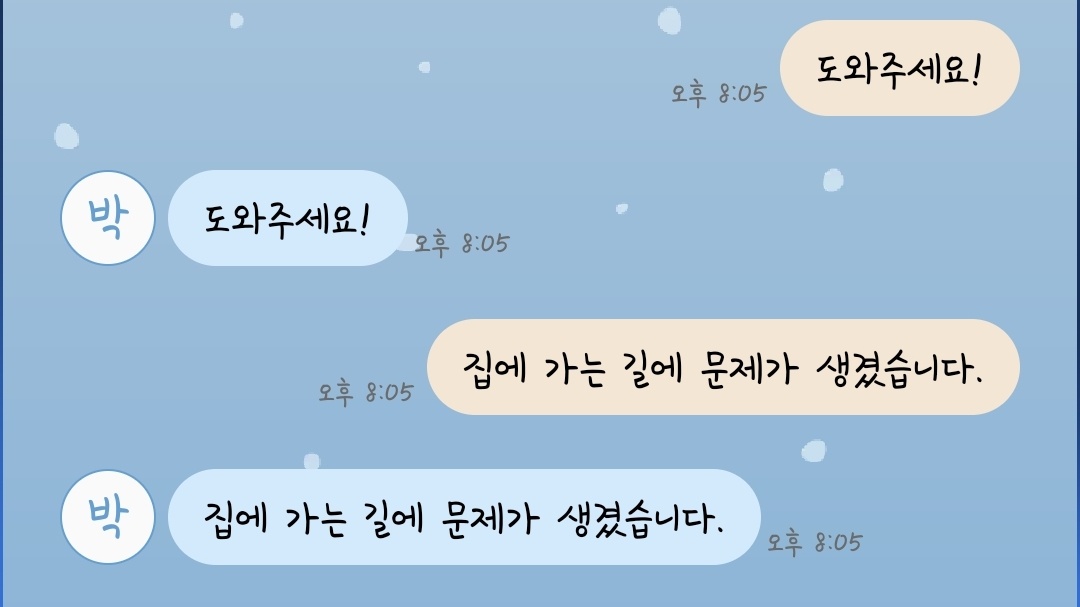 도와주세요!
오후 8:05
박
도와주세요!
오후 8:05
집에 가는 길에 문제가 생겼습니다.
오후 8:05
박
집에 가는 길에 문제가 생겼습니다.
오후 8:05